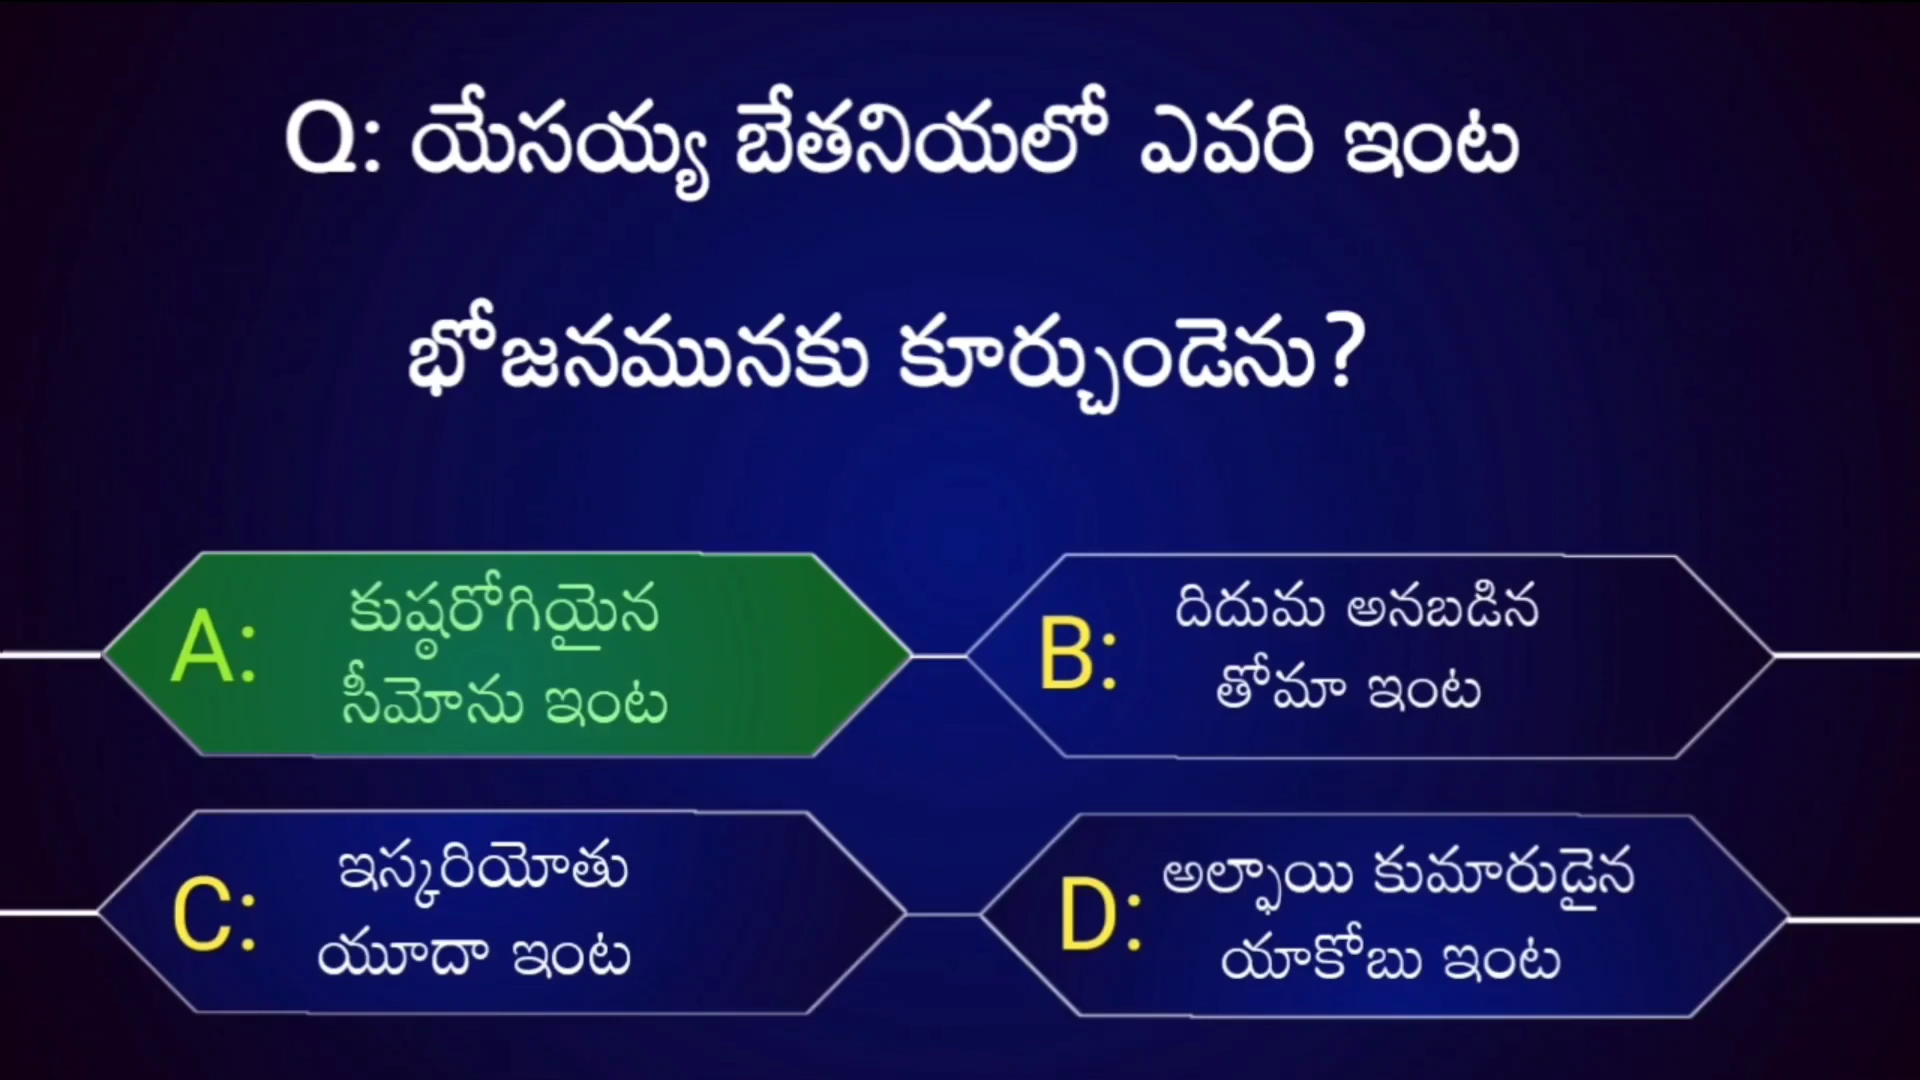 Q: యేసయ్య బేతనియలో ఎవరి ఇంట
భోజనమునకు కూర్చుండెను?
A: కుష్ఠరోగియైన
సీమోను ఇంట
B: దిదుమ అనబడిన
తోమా ఇంట
C: ఇస్కరియోతు
యూదా ఇంట
D: అల్ఫాయి కుమారుడైన
యాకోబు ఇంట